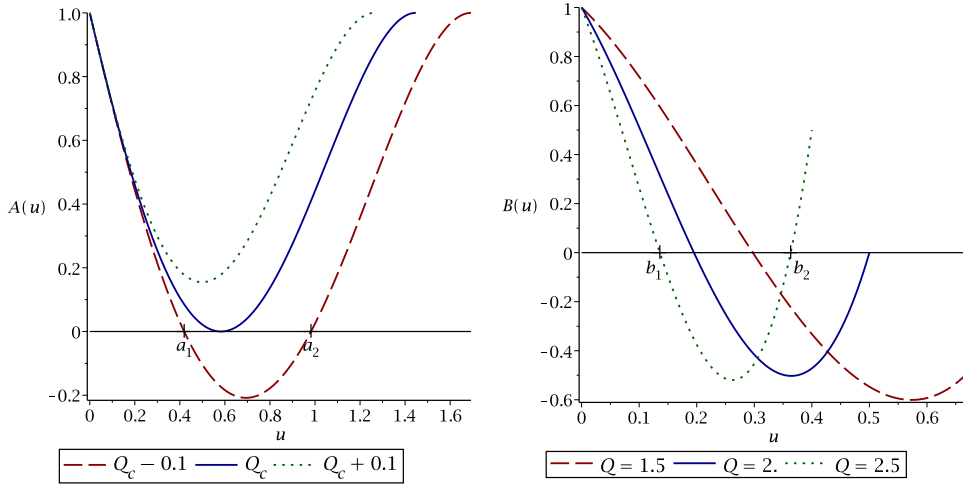 1.0
0.8
0.6
A(u)
0.4
0.2
0
-0.2
a₁
a₂
0 0.2 0.4 0.6 0.8 1 1.2 1.4 1.6
u
Q_c − 0.1 Q_c Q_c + 0.1
1
0.8
0.6
0.4
B(u)
0.2
0
-0.2
-0.4
-0.6
b₁
b₂
0 0.1 0.2 0.3 0.4 0.5 0.6
u
Q = 1.5 Q = 2. Q = 2.5